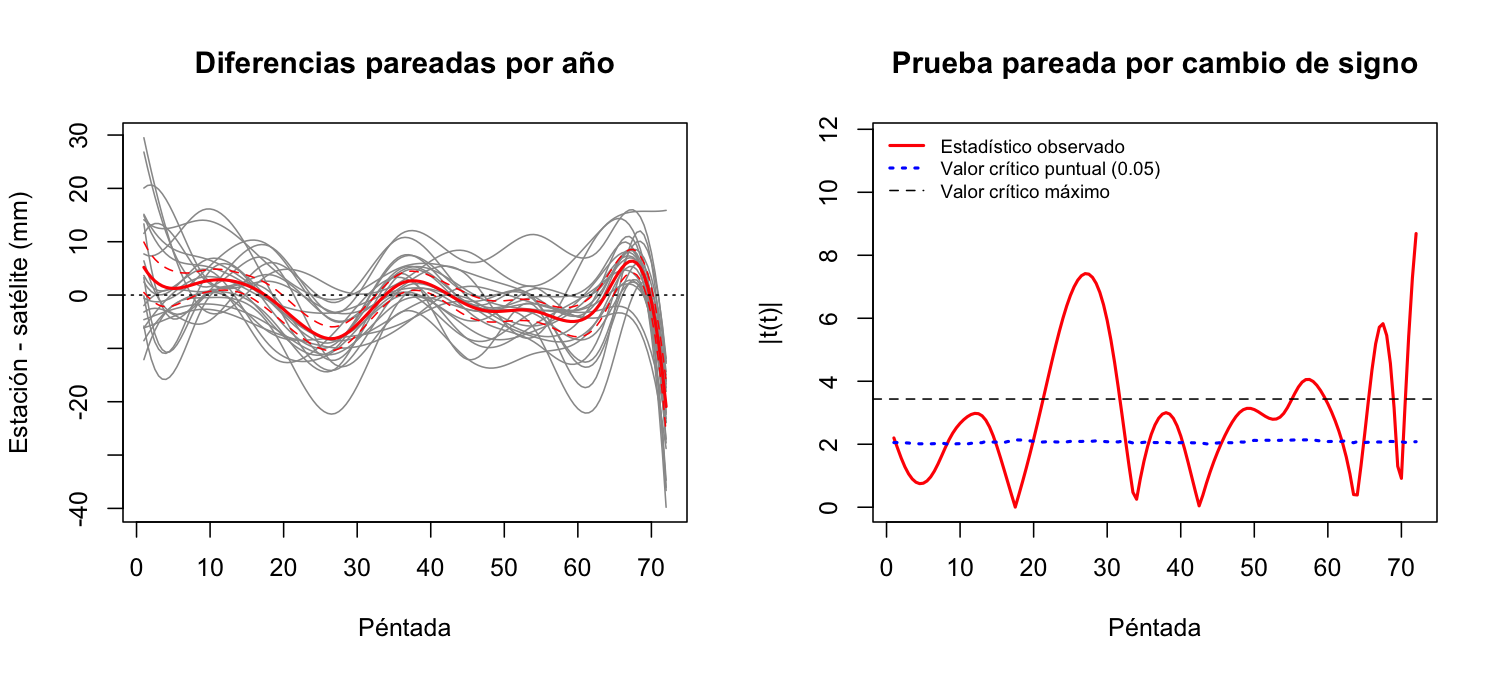 Diferencias pareadas por año
Estación - satélite (mm)
30
20
10
0
-20
-40
0 10 20 30 40 50 60 70
Péntada
Prueba pareada por cambio de signo
|t(t)|
12
10
8
6
4
2
0
Estadístico observado
Valor crítico puntual (0.05)
Valor crítico máximo
0 10 20 30 40 50 60 70
Péntada